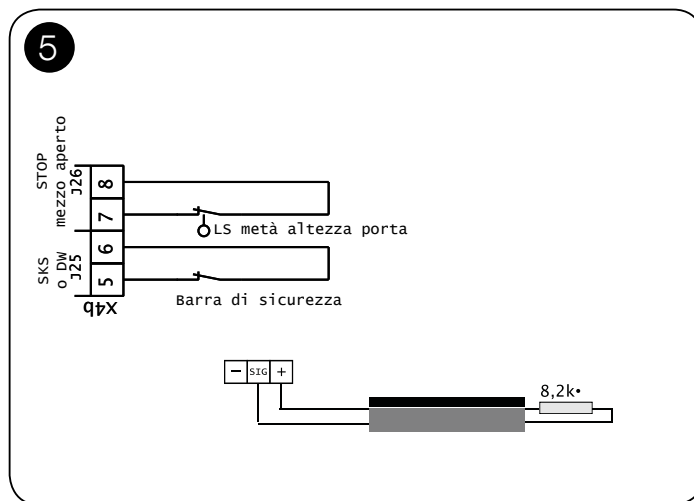 5
STOP
mezzo aperto
J26
8
7
LS metà altezza porta
SKS
o DW
J25
6
5
X4b
Barra di sicurezza
− SIG +
8,2k•